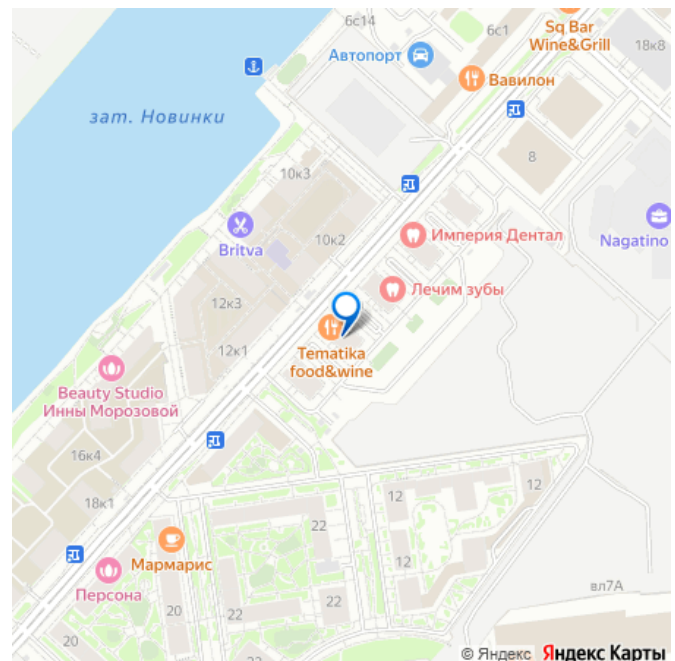 6с14
6с1
Sq Bar
Wine&Grill
18к8
Автопорт
Вавилон
зат. Новинки
8
10к3
Империя Дентал
Nagatino
Britva
10к2
Лечим зубы
12к3
12к1
Tematika
food&wine
Beauty Studio
Инны Морозовой
16к4
18к1
12
12
22
Мармарис
12
Персона
вл7А
20
22
22
20
22
© Яндекс Яндекс Карты